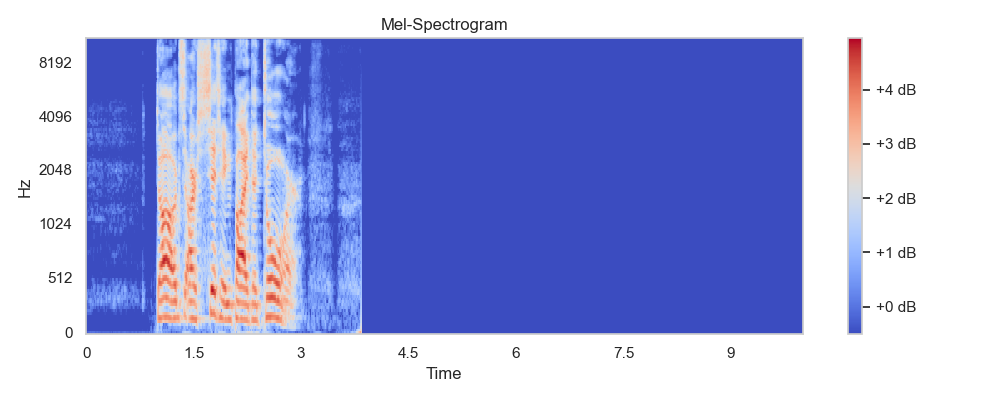 Mel-Spectrogram
8192
4096
2048
1024
512
0
Hz
0 1.5 3 4.5 6 7.5 9
Time
+4 dB
+3 dB
+2 dB
+1 dB
+0 dB